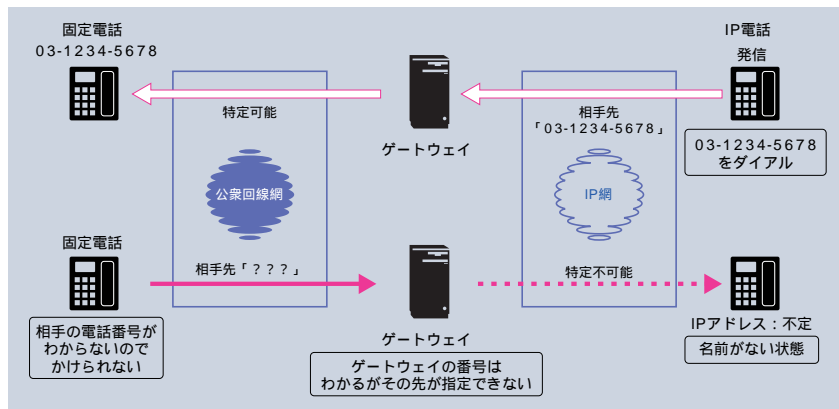 固定電話
03-1234-5678
IP電話
発信
特定可能
相手先
「03-1234-5678」
ゲートウェイ
03-1234-5678
をダイアル
公衆回線網
IP網
固定電話
相手先「???」
特定不可能
ゲートウェイ
IPアドレス：不定
名前がない状態
相手の電話番号が
わからないので
かけられない
ゲートウェイの番号は
わかるがその先が指定できない